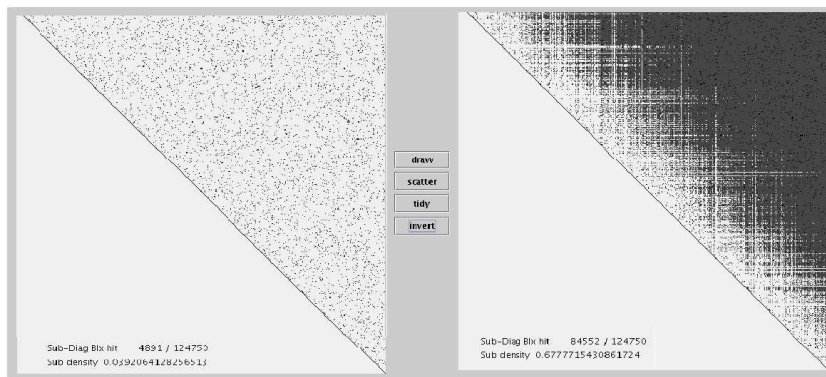 Sub-Diag Blx hit 4891 / 124750
Sub density 0.0392064128256513
draw
scatter
tidy
invert
Sub-Diag Blx hit 84552 / 124750
Sub density 0.6777715430861724